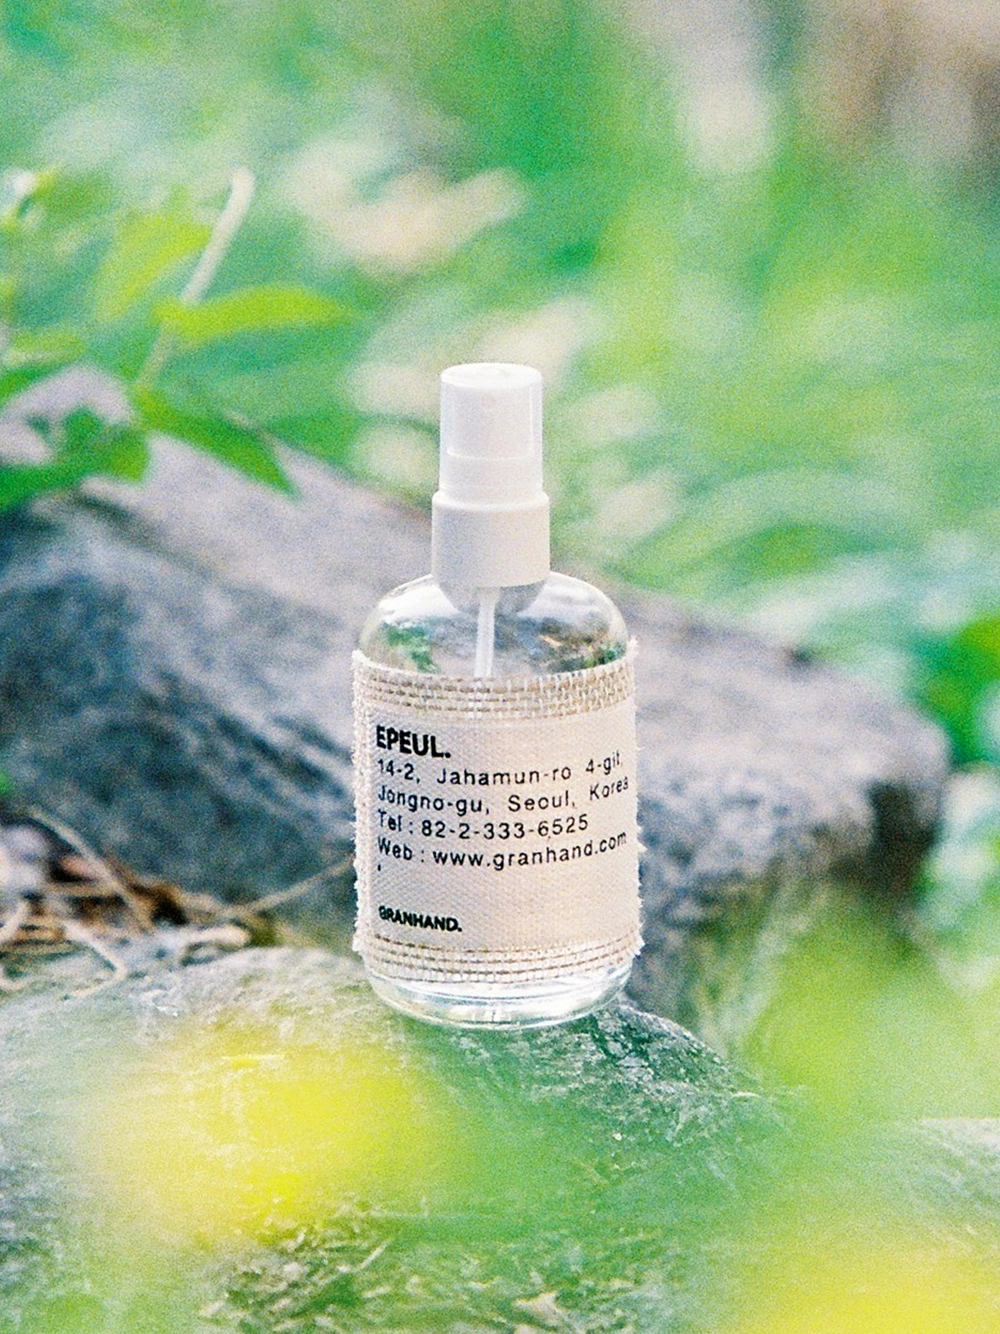 EPEUL.
14-2, Jahamun-ro 4-gil,
Jongno-gu, Seoul, Korea
Tel : 82-2-333-6525
Web : www.granhand.com
GRANHAND.